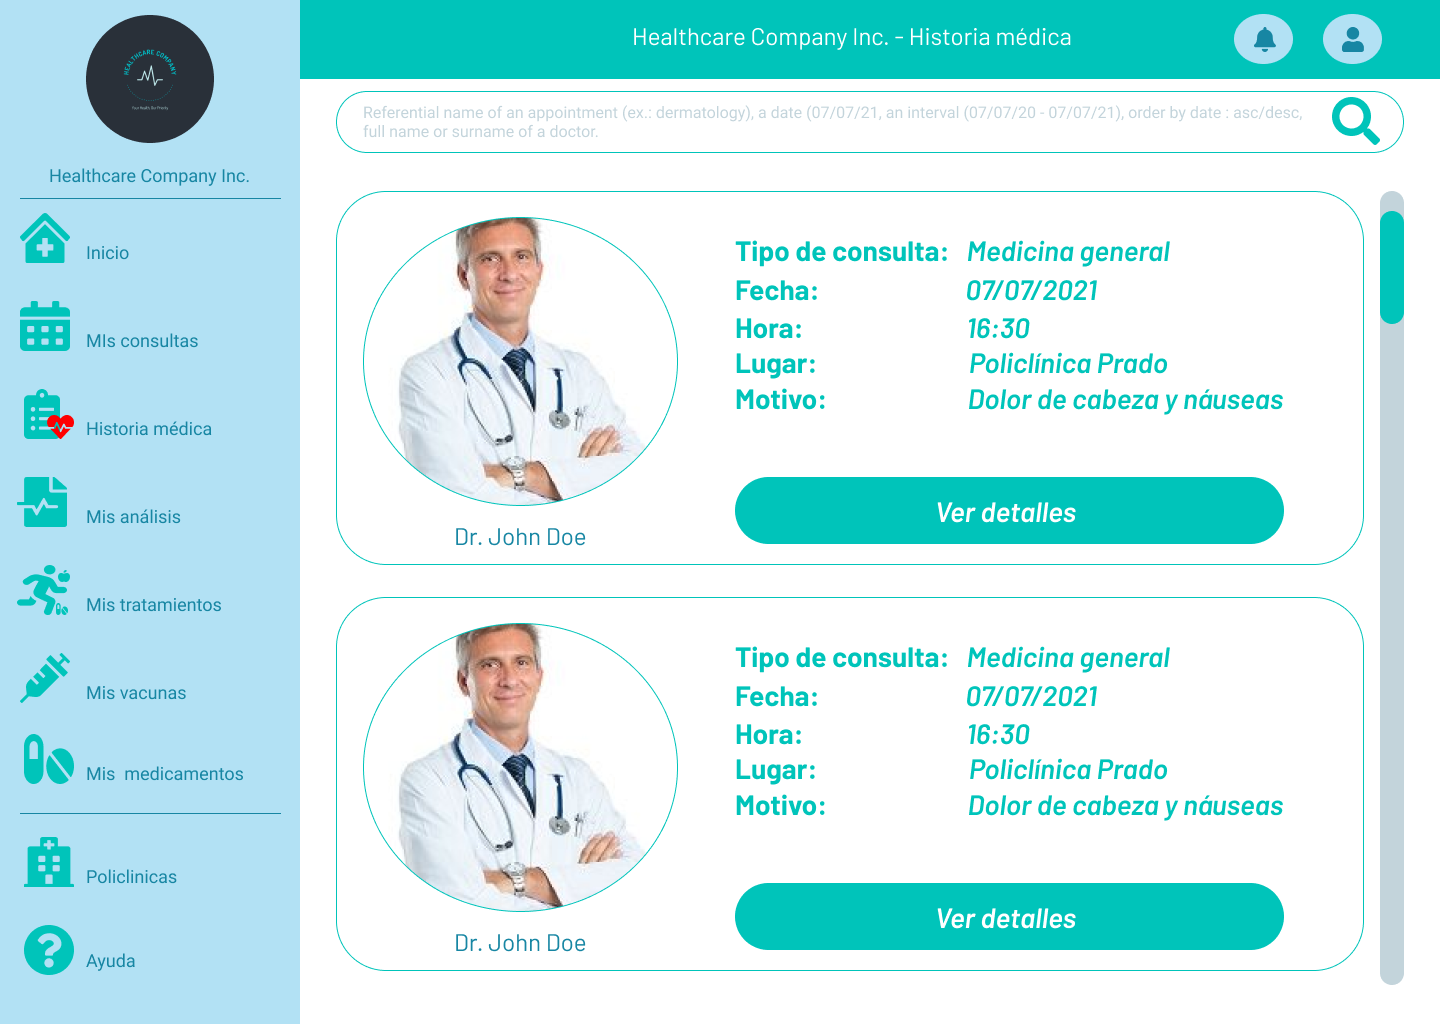 HEALTHCARE COMPANY
Your Health Our Priority
Healthcare Company Inc.
Inicio
MIs consultas
Historia médica
Mis análisis
Mis tratamientos
Mis vacunas
Mis medicamentos
Policlinicas
Ayuda
Healthcare Company Inc. - Historia médica
Referential name of an appointment (ex.: dermatology), a date (07/07/21, an interval (07/07/20 - 07/07/21), order by date : asc/desc,
full name or surname of a doctor.
Tipo de consulta: Medicina general
Fecha: 07/07/2021
Hora: 16:30
Lugar: Policlínica Prado
Motivo: Dolor de cabeza y náuseas
Ver detalles
Dr. John Doe
Tipo de consulta: Medicina general
Fecha: 07/07/2021
Hora: 16:30
Lugar: Policlínica Prado
Motivo: Dolor de cabeza y náuseas
Ver detalles
Dr. John Doe